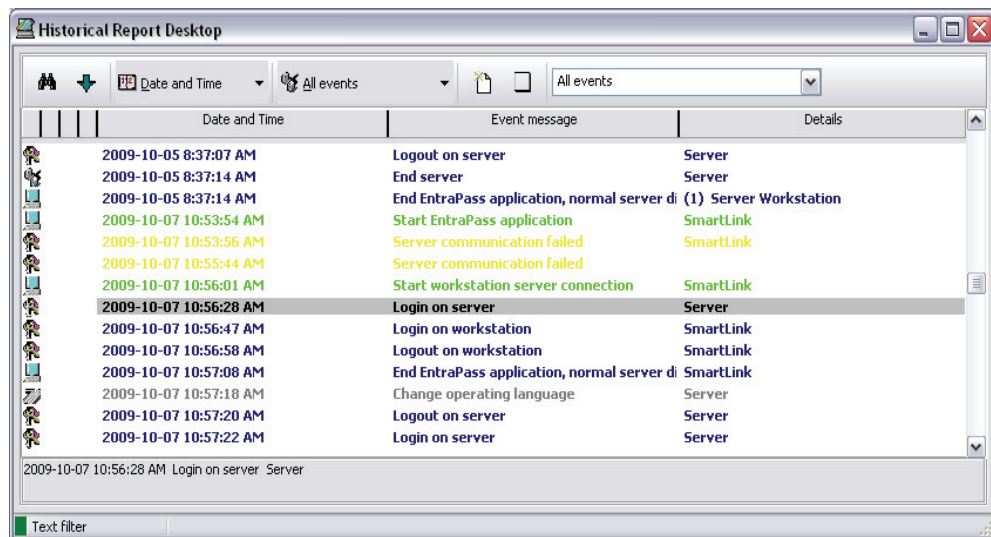 Historical Report Desktop
Date and Time All events All events
Date and Time Event message Details
2009-10-05 8:37:07 AM Logout on server Server
2009-10-05 8:37:14 AM End server Server
2009-10-05 8:37:14 AM End EntraPass application, normal server di (1) Server Workstation
2009-10-07 10:53:54 AM Start EntraPass application SmartLink
2009-10-07 10:53:56 AM Server communication failed SmartLink
2009-10-07 10:55:44 AM Server communication failed
2009-10-07 10:56:01 AM Start workstation server connection SmartLink
2009-10-07 10:56:28 AM Login on server Server
2009-10-07 10:56:47 AM Login on workstation SmartLink
2009-10-07 10:56:58 AM Logout on workstation SmartLink
2009-10-07 10:57:08 AM End EntraPass application, normal server di SmartLink
2009-10-07 10:57:18 AM Change operating language Server
2009-10-07 10:57:20 AM Logout on server Server
2009-10-07 10:57:22 AM Login on server Server
2009-10-07 10:56:28 AM Login on server Server
Text filter